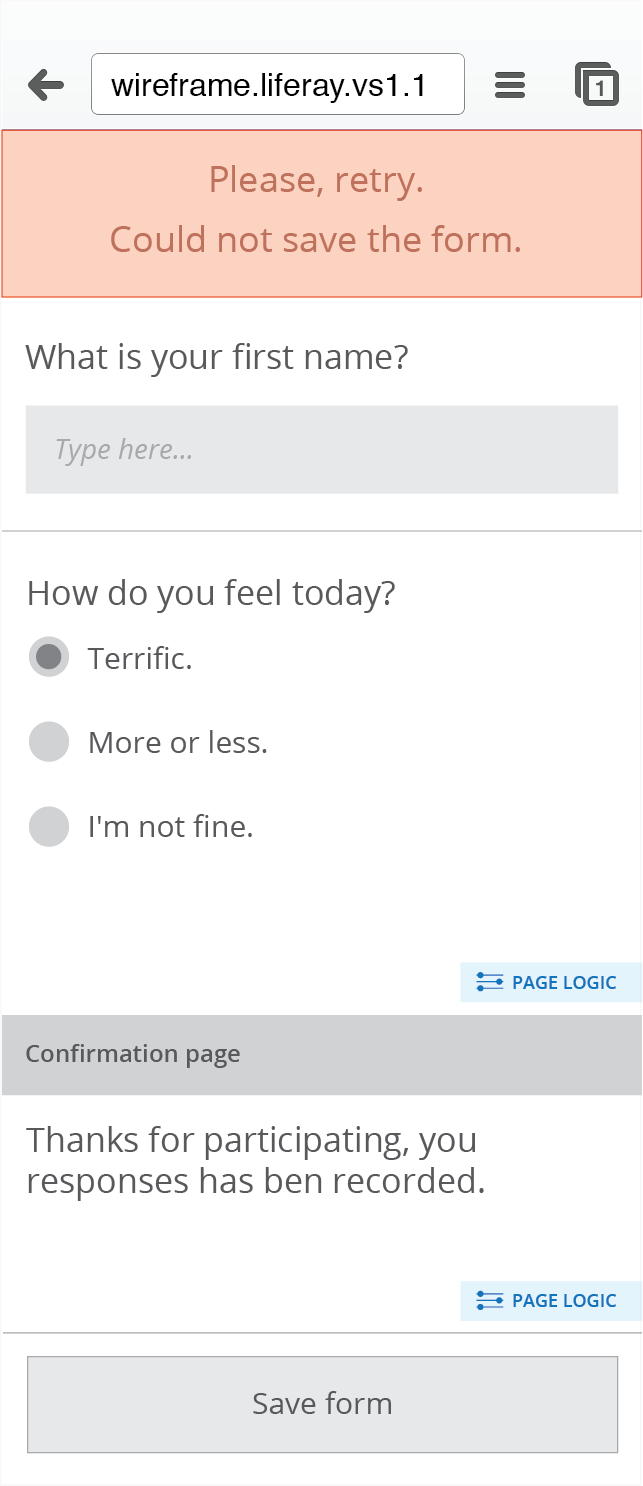 wireframe.liferay.vs1.1
1
Please, retry.
Could not save the form.
What is your first name?
Type here...
How do you feel today?
Terrific.
More or less.
I'm not fine.
PAGE LOGIC
Confirmation page
Thanks for participating, you
responses has ben recorded.
PAGE LOGIC
Save form